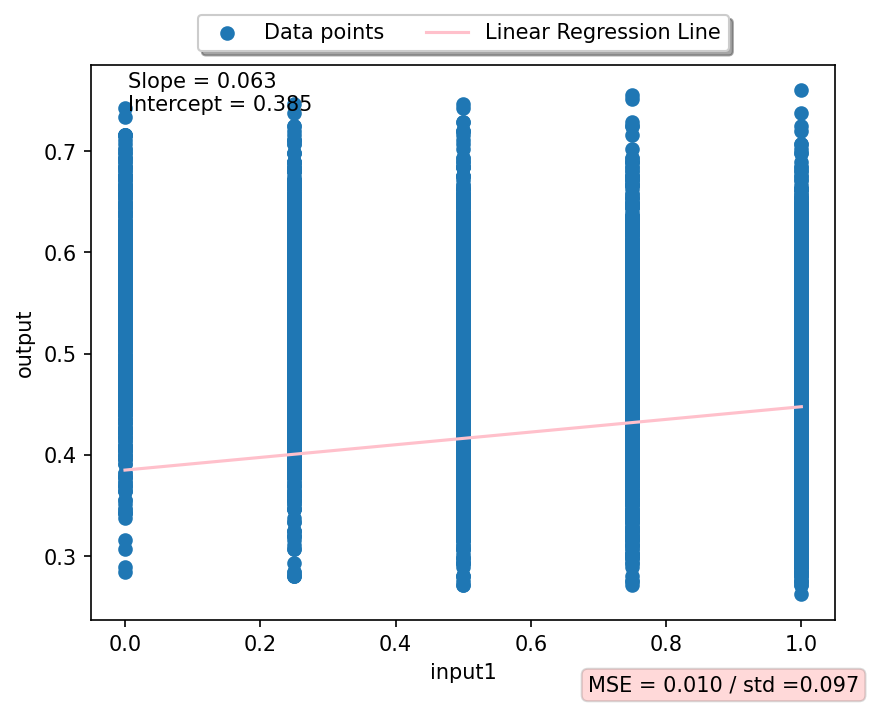 Data points
Linear Regression Line
Slope = 0.063
Intercept = 0.385
0.7
0.6
0.5
0.4
0.3
output
0.0
0.2
0.4
0.6
0.8
1.0
input1
MSE = 0.010 / std =0.097